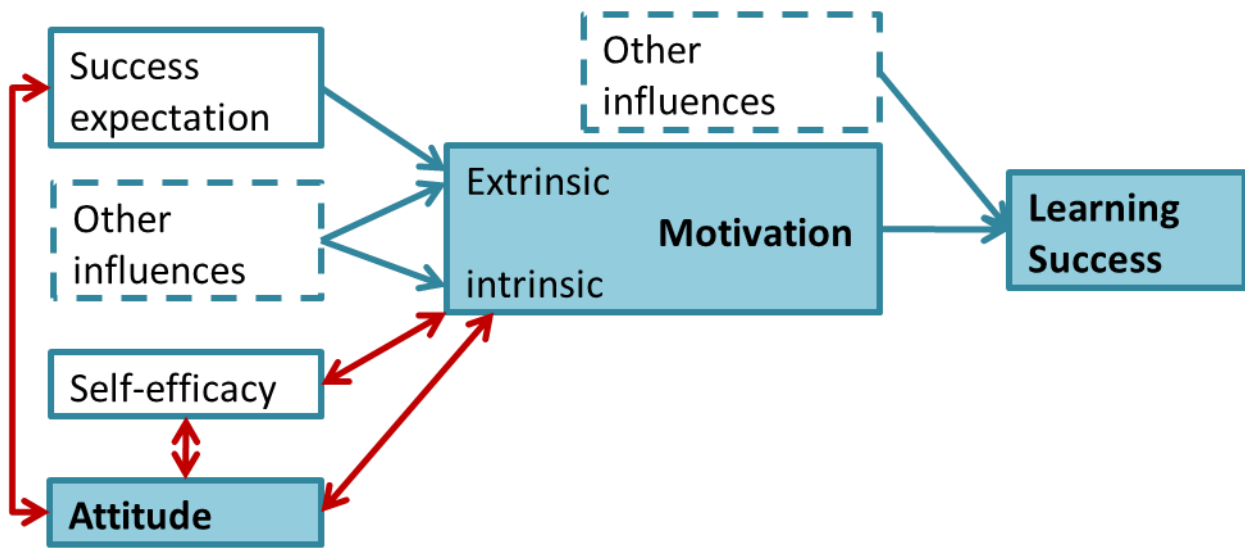 Success
expectation
Other
influences
Other
influences
Extrinsic
Motivation
intrinsic
Learning
Success
Self-efficacy
Attitude